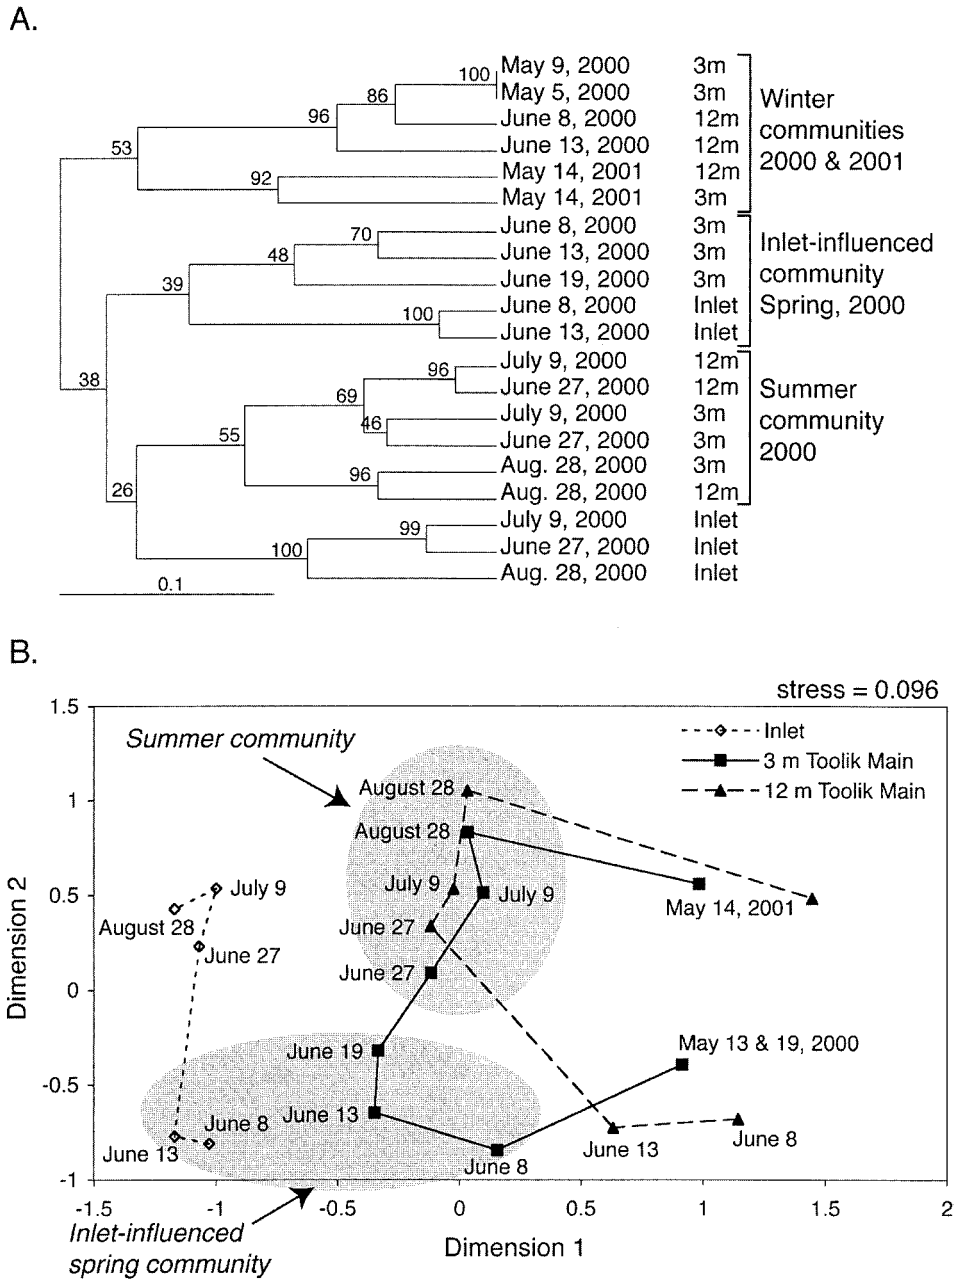 A.
100 May 9, 2000 3m
May 5, 2000 3m
86 June 8, 2000 12m
96 June 13, 2000 12m
53
92 May 14, 2001 12m
May 14, 2001 3m
Winter
communities
2000 & 2001
70 June 8, 2000 3m
June 13, 2000 3m
48 June 19, 2000 3m
39
100 June 8, 2000 Inlet
June 13, 2000 Inlet
Inlet-influenced
community
Spring, 2000
38
96 July 9, 2000 12m
June 27, 2000 12m
69
46 July 9, 2000 3m
June 27, 2000 3m
55
96 Aug. 28, 2000 3m
Aug. 28, 2000 12m
Summer
community
2000
26
99 July 9, 2000 Inlet
June 27, 2000 Inlet
100 Aug. 28, 2000 Inlet
0.1
B.
stress = 0.096
Inlet
3 m Toolik Main
12 m Toolik Main
Summer community
August 28
August 28
July 9
July 9
July 9
August 28
June 27
June 27
June 27
May 14, 2001
June 19
May 13 & 19, 2000
June 13
June 8
June 13
June 8
June 13
June 8
Inlet-influenced
spring community
1.5
1
0.5
0
-0.5
-1
Dimension 2
-1.5 -1 -0.5 0 0.5 1 1.5 2
Dimension 1